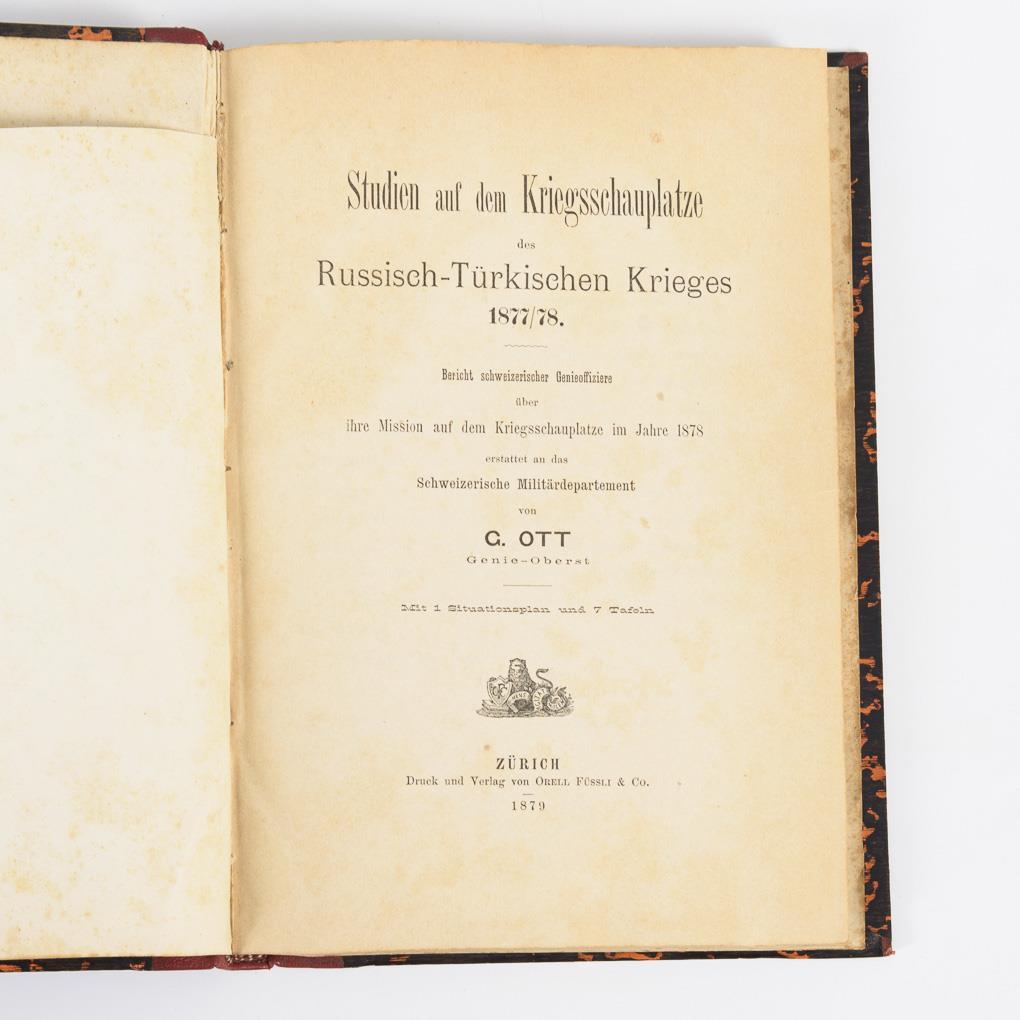 Studien auf dem Kriegsschauplatze
des
Russisch-Türkischen Krieges
1877/78.
Bericht schweizerischer Genieoffiziere
über
ihre Mission auf dem Kriegsschauplatze im Jahre 1878
erstattet an das
Schweizerische Militärdepartement
von
G. OTT
Genie-Oberst
Mit 1 Situationsplan und 7 Tafeln
ZÜRICH
Druck und Verlag von ORELL FÜSSLI & CO.
1879